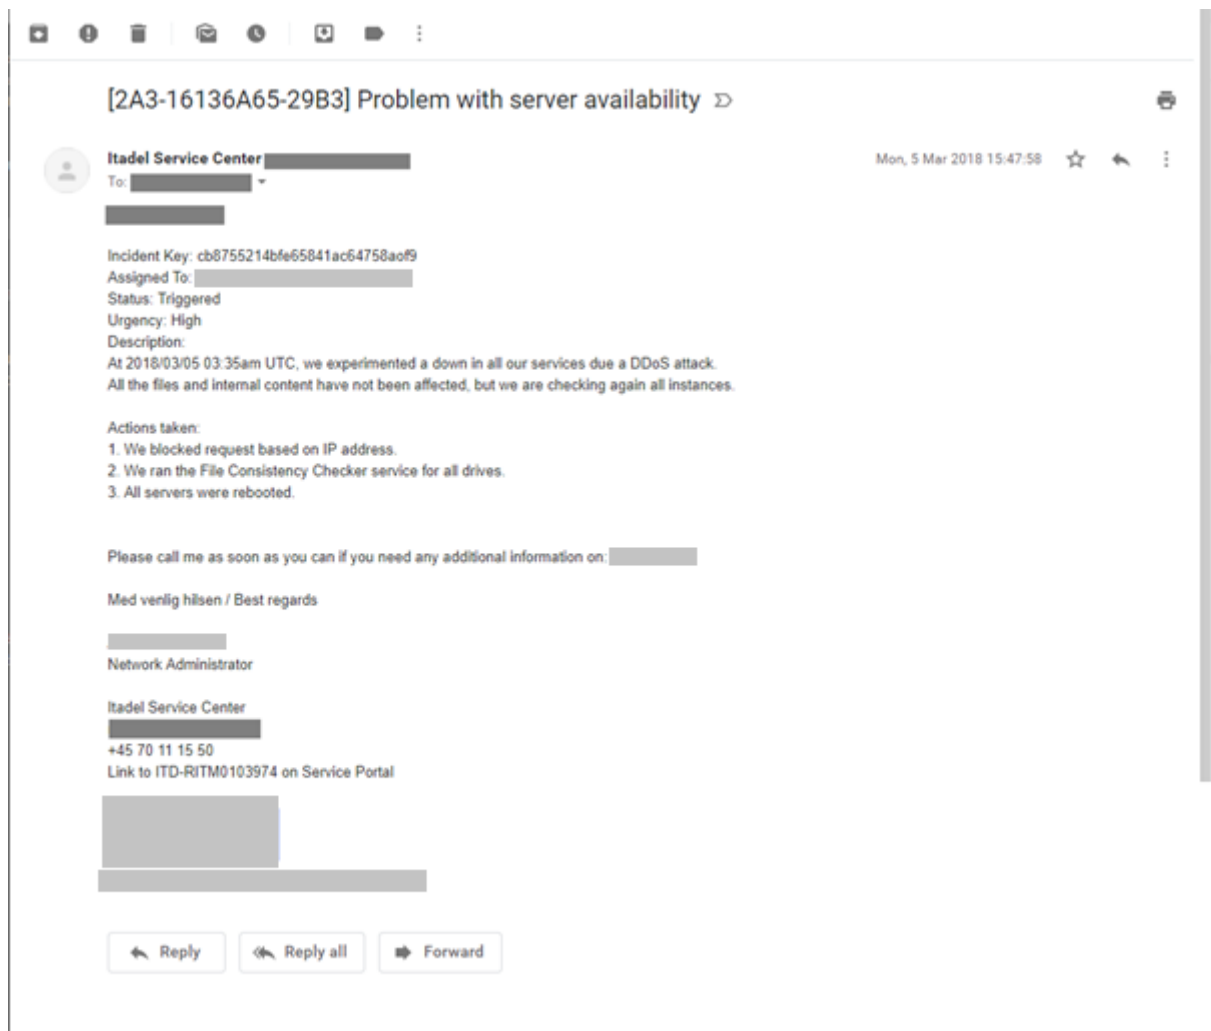 [2A3-16136A65-29B3] Problem with server availability
Itadel Service Center
Mon, 5 Mar 2018 15:47:58
To:
Incident Key: cb8755214bfe65841ac64758aof9
Assigned To:
Status: Triggered
Urgency: High
Description:
At 2018/03/05 03:35am UTC, we experimented a down in all our services due a DDoS attack.
All the files and internal content have not been affected, but we are checking again all instances.
Actions taken:
1. We blocked request based on IP address.
2. We ran the File Consistency Checker service for all drives.
3. All servers were rebooted.
Please call me as soon as you can if you need any additional information on:
Med venlig hilsen / Best regards
Network Administrator
Itadel Service Center
+45 70 11 15 50
Link to ITD-RITM0103974 on Service Portal
Reply Reply all Forward